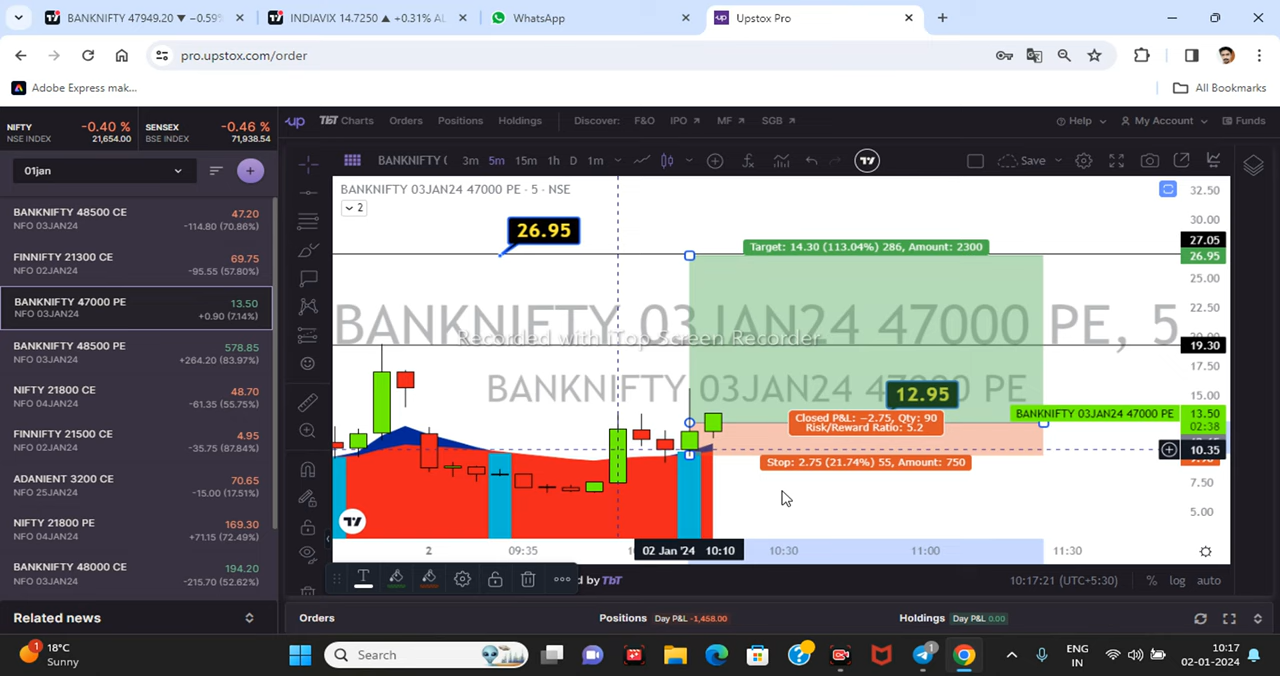 BANKNIFTY 47949.20 ▼ −0.59%
INDIAVIX 14.7250 ▲ +0.31%
WhatsApp
Upstox Pro
pro.upstox.com/order
Adobe Express mak...
All Bookmarks
NIFTY -0.40 %
NSE INDEX 21,654.00
SENSEX -0.46 %
BSE INDEX 71,938.54
up TBT Charts Orders Positions Holdings Discover: F&O IPO MF SGB Help My Account Funds
01jan
BANKNIFTY ( 3m 5m 15m 1h D 1m Save
BANKNIFTY 48500 CE 47.20
NFO 03JAN24 -114.80 (70.86%)
FINNIFTY 21300 CE 69.75
NFO 02JAN24 -95.55 (57.80%)
BANKNIFTY 47000 PE 13.50
NFO 03JAN24 +0.90 (7.14%)
BANKNIFTY 48500 PE 578.85
NFO 03JAN24 +264.20 (83.97%)
NIFTY 21800 CE 48.70
NFO 04JAN24 -61.35 (55.75%)
FINNIFTY 21500 CE 4.95
NFO 02JAN24 -35.75 (87.84%)
ADANIENT 3200 CE 70.65
NFO 25JAN24 -15.00 (17.51%)
NIFTY 21800 PE 169.30
NFO 04JAN24 +71.15 (72.49%)
BANKNIFTY 48000 CE 194.20
NFO 03JAN24 -215.70 (52.62%)
Related news
BANKNIFTY 03JAN24 47000 PE · 5 · NSE
2
26.95
Target: 14.30 (113.04%) 286, Amount: 2300
BANKNIFTY 03JAN24 47000 PE, 5
Recorded with iTop Screen Recorder
BANKNIFTY 03JAN24 47000 PE
12.95
Closed P&L: −2.75, Qty: 90
Risk/Reward Ratio: 5.2
Stop: 2.75 (21.74%) 55, Amount: 750
BANKNIFTY 03JAN24 47000 PE
32.50
30.00
27.05
26.95
25.00
22.50
19.30
17.50
15.00
13.50
02:38
10.35
7.50
5.00
2 09:35 02 Jan '24 10:10 10:30 11:00 11:30
T d by TbT 10:17:21 (UTC+5:30) % log auto
Orders Positions Day P&L -1,458.00 Holdings Day P&L 0.00
1 18°C
Sunny
Search
ENG
IN
10:17
02-01-2024